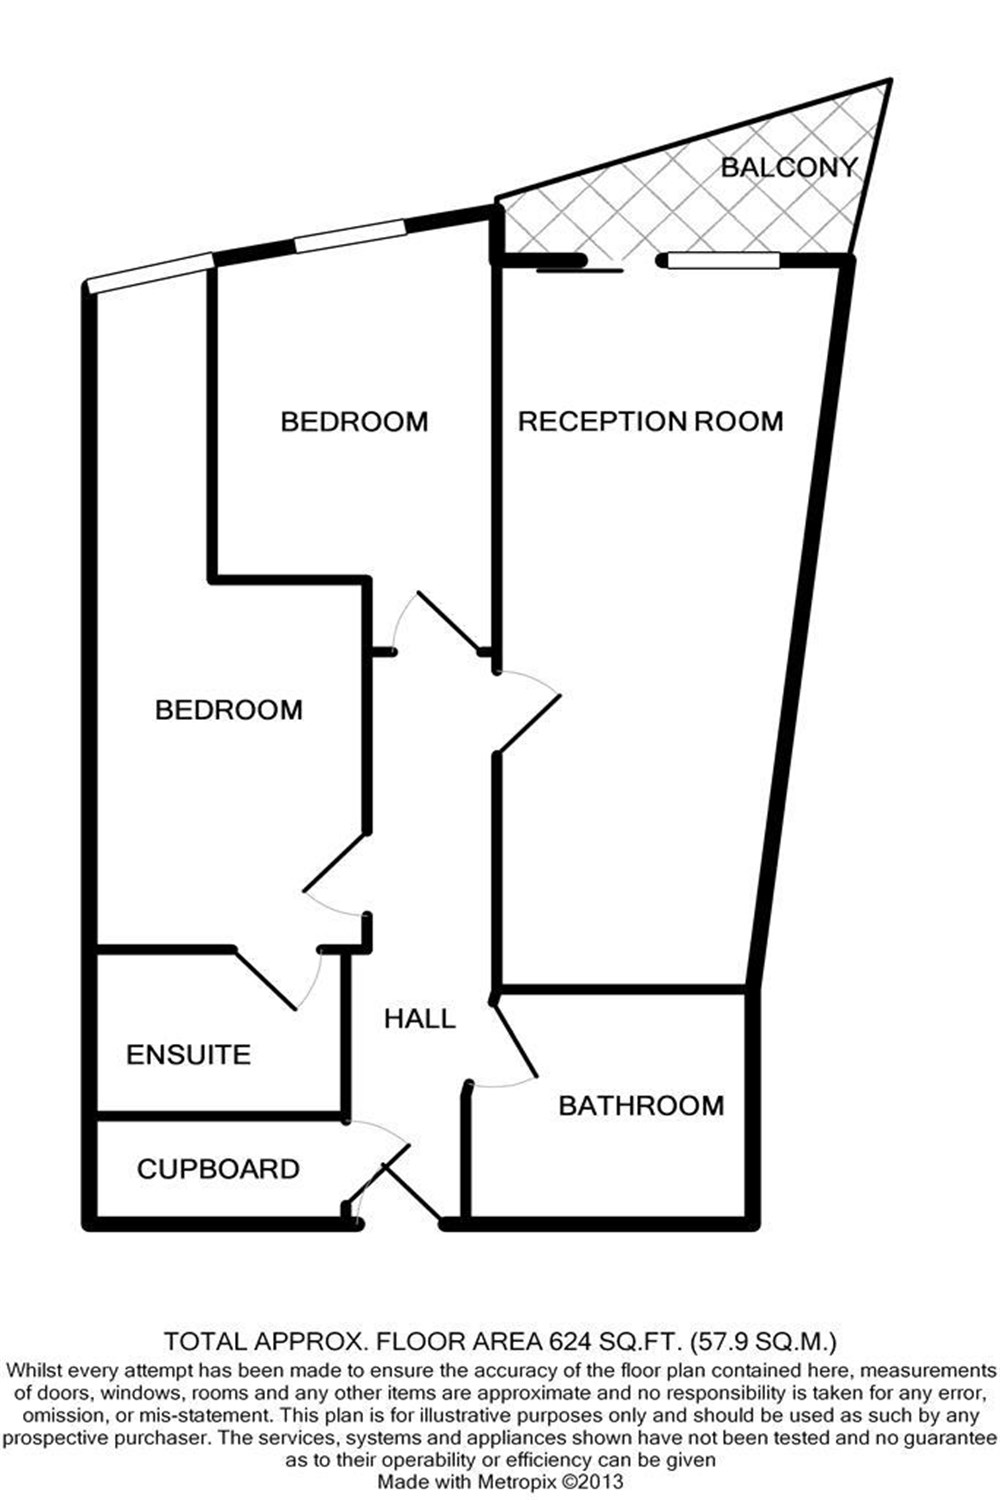 BALCONY
BEDROOM
RECEPTION ROOM
BEDROOM
HALL
ENSUITE
BATHROOM
CUPBOARD
TOTAL APPROX. FLOOR AREA 624 SQ.FT. (57.9 SQ.M.)
Whilst every attempt has been made to ensure the accuracy of the floor plan contained here, measurements
of doors, windows, rooms and any other items are approximate and no responsibility is taken for any error,
omission, or mis-statement. This plan is for illustrative purposes only and should be used as such by any
prospective purchaser. The services, systems and appliances shown have not been tested and no guarantee
as to their operability or efficiency can be given
Made with Metropix ©2013